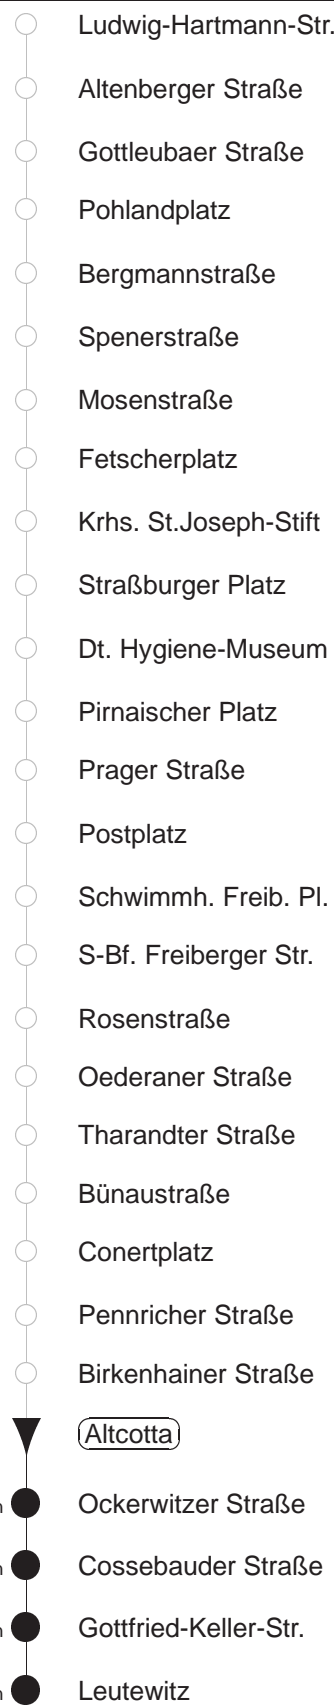 Ludwig-Hartmann-Str.
Altenberger Straße
Gottleubaer Straße
Pohlandplatz
Bergmannstraße
Spenerstraße
Mosenstraße
Fetscherplatz
Krhs. St.Joseph-Stift
Straßburger Platz
Dt. Hygiene-Museum
Pirnaischer Platz
Prager Straße
Postplatz
Schwimmh. Freib. Pl.
S-Bf. Freiberger Str.
Rosenstraße
Oederaner Straße
Tharandter Straße
Bünaustraße
Conertplatz
Pennricher Straße
Birkenhainer Straße
Altcotta
Ockerwitzer Straße
Cossebauder Straße
Gottfried-Keller-Str.
Leutewitz